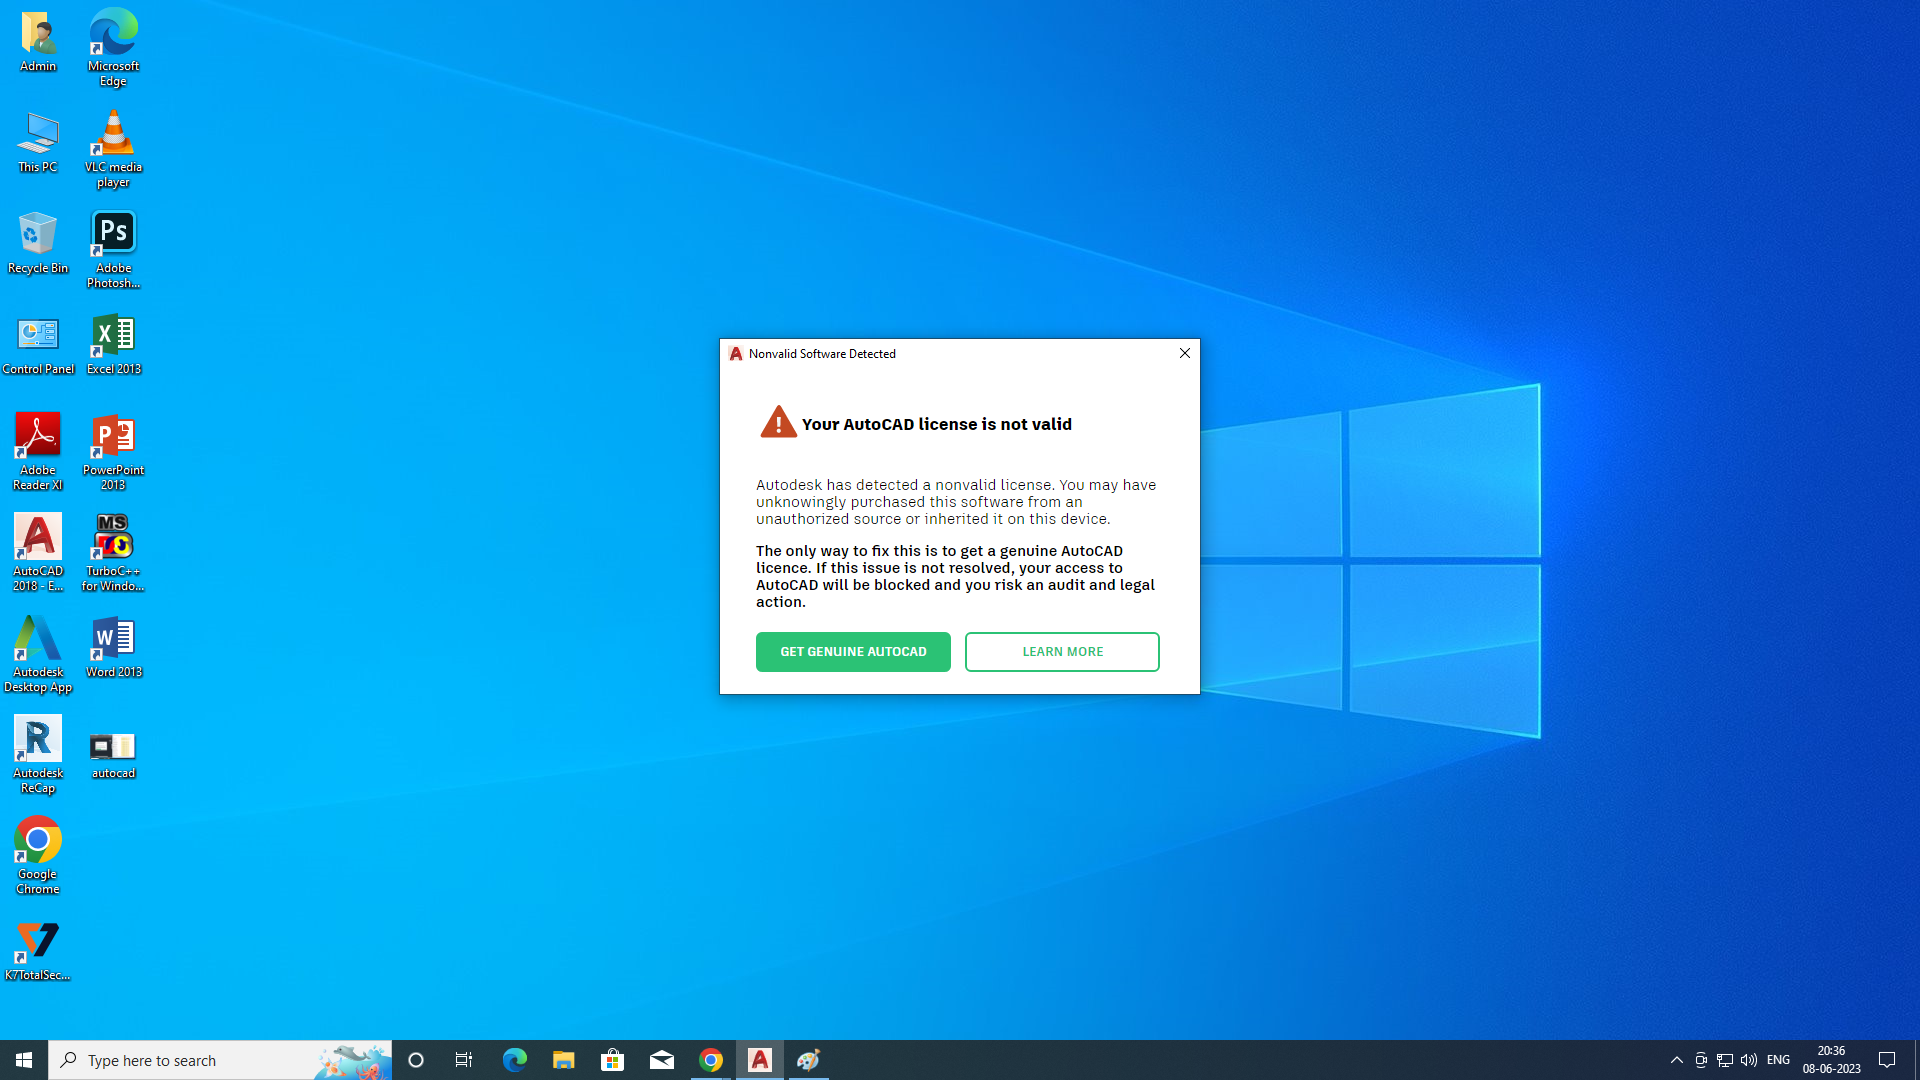 Admin
Microsoft
Edge
This PC
VLC media
player
Recycle Bin
Ps
Adobe
Photosh...
Control Panel
Excel 2013
Adobe
Reader XI
PowerPoint
2013
AutoCAD
2018 - E...
MS
TurboC++
for Windo...
Autodesk
Desktop App
Word 2013
Autodesk
ReCap
autocad
Google
Chrome
K7TotalSec...
Nonvalid Software Detected
Your AutoCAD license is not valid
Autodesk has detected a nonvalid license. You may have
unknowingly purchased this software from an
unauthorized source or inherited it on this device.
The only way to fix this is to get a genuine AutoCAD
licence. If this issue is not resolved, your access to
AutoCAD will be blocked and you risk an audit and legal
action.
GET GENUINE AUTOCAD
LEARN MORE
Type here to search
ENG
20:36
08-06-2023